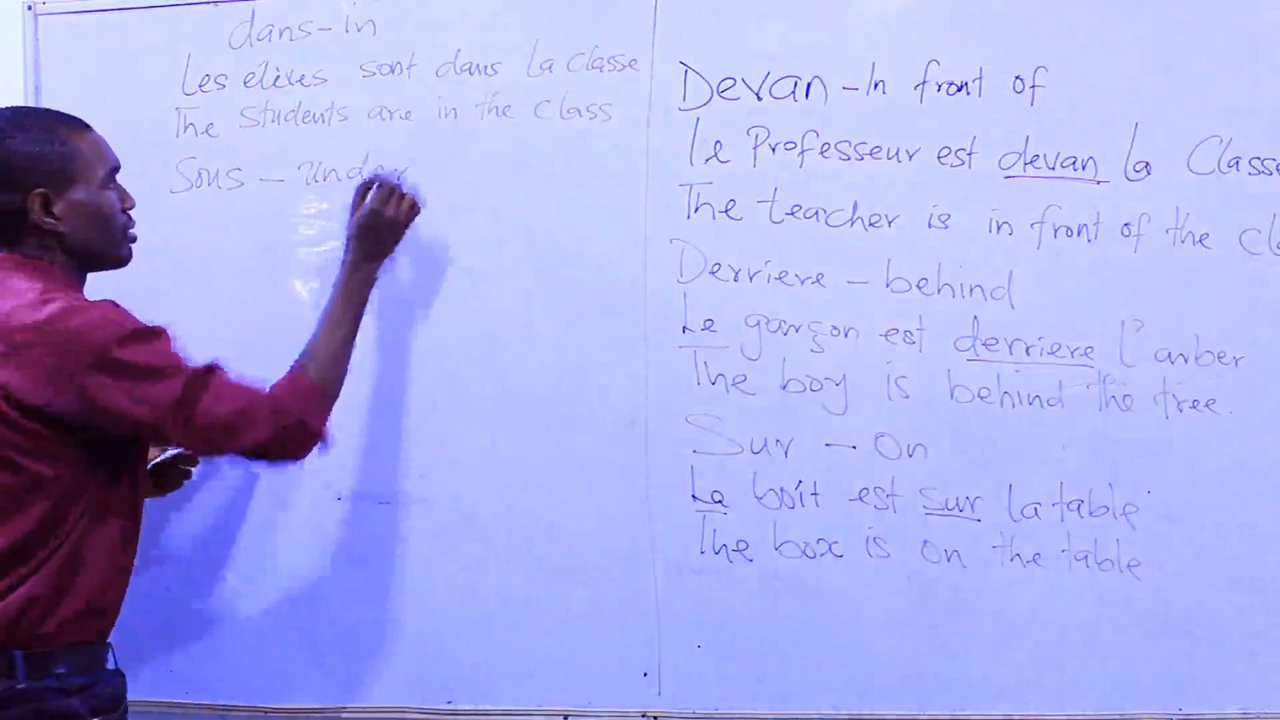 dans - in
Les elèves sont dans La classe
The Students are in the Class
Sous - Under
Devan - In front of
le Professeur est devan la Classe
The teacher is in front of the
Derriere - behind
Le garçon est derriere l'arber
The boy is behind the tree.
Sur - On
La boit est sur la table
The box is on the table